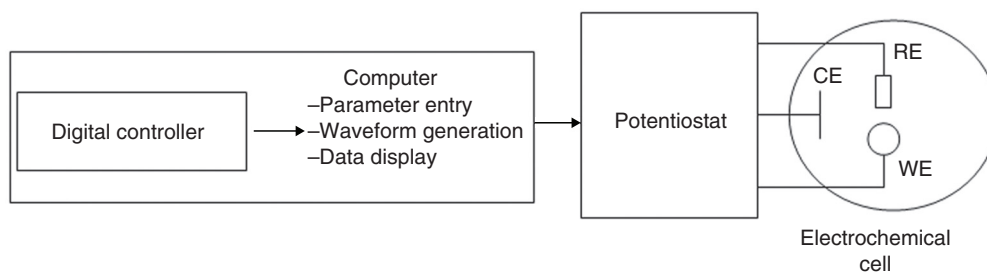 Digital controller
Computer
–Parameter entry
–Waveform generation
–Data display
Potentiostat
RE
CE
WE
Electrochemical
cell